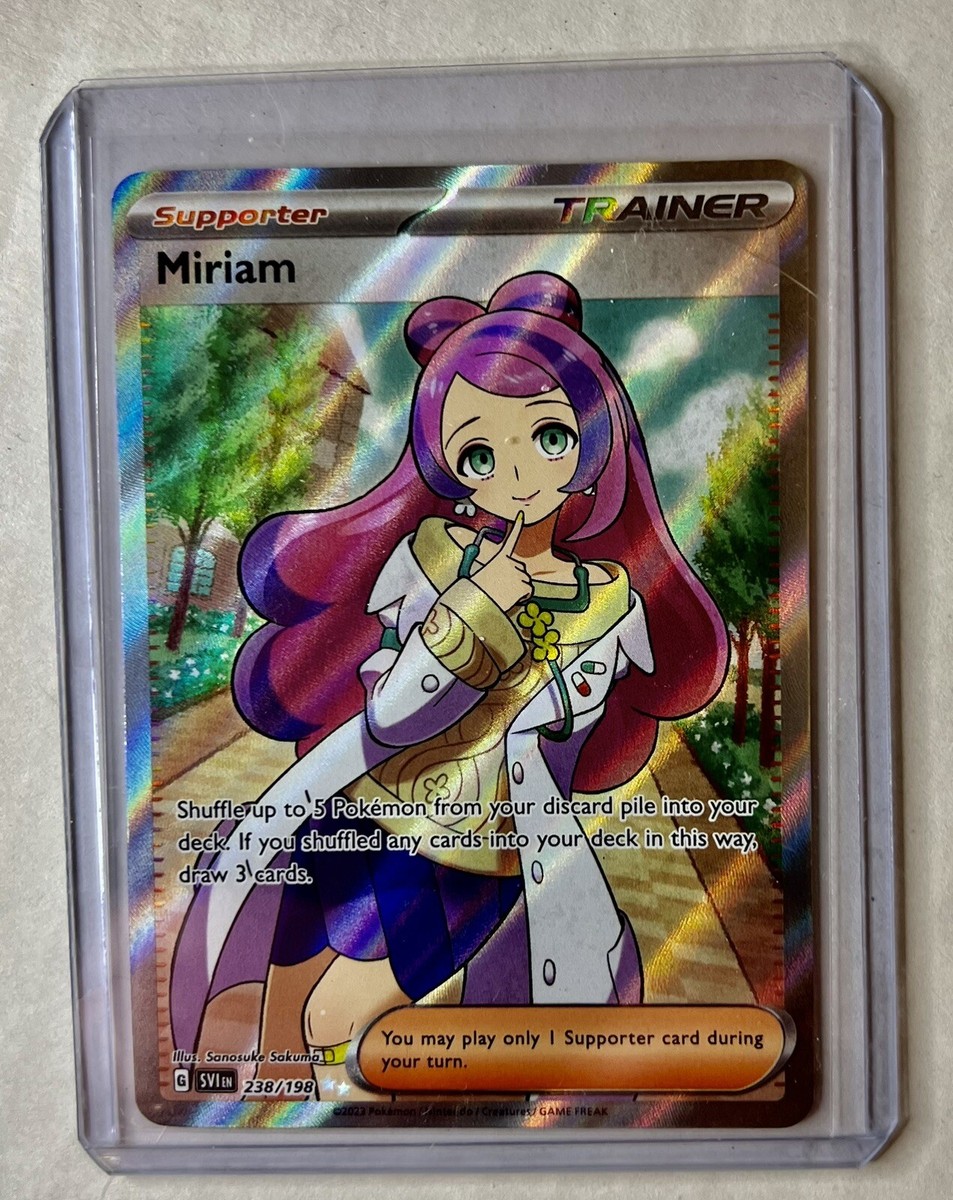 Supporter TRAINER
Miriam
Shuffle up to 5 Pokémon from your discard pile into your
deck. If you shuffled any cards into your deck in this way,
draw 3 cards.
You may play only 1 Supporter card during
your turn.
Illus. Sanosuke Sakuma
G SVI EN 238/198
©2023 Pokémon / Nintendo / Creatures / GAME FREAK